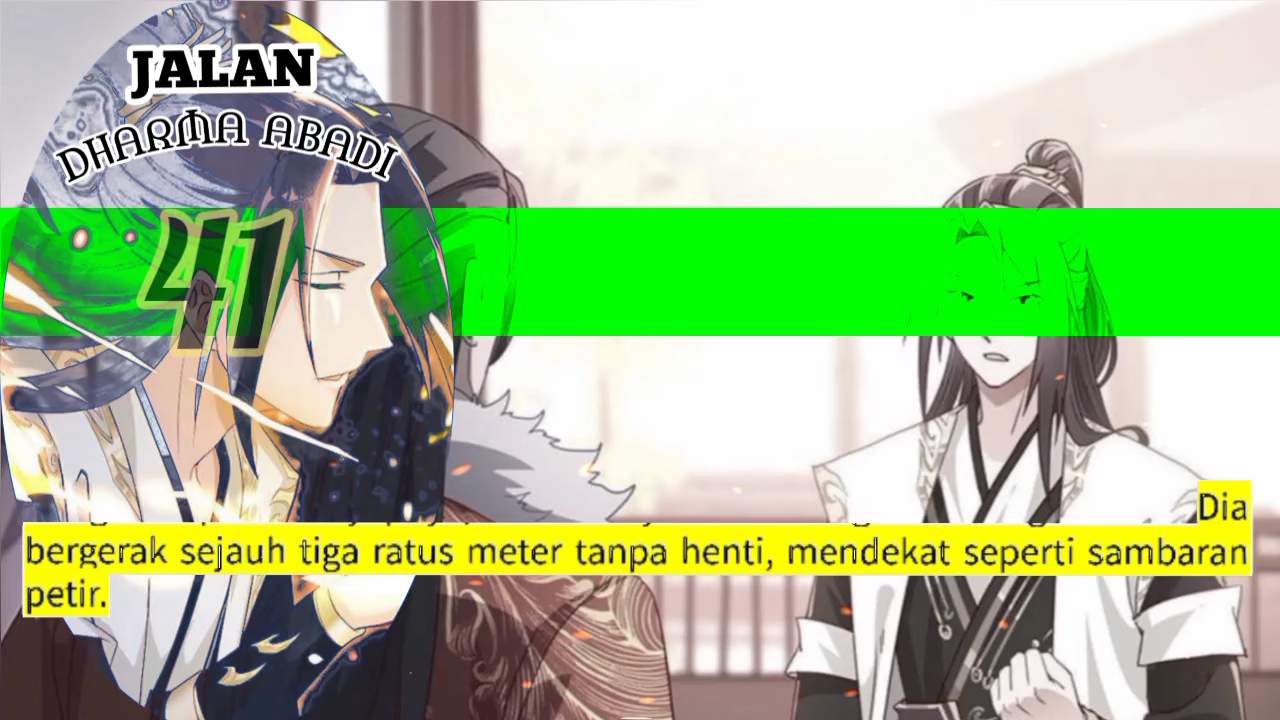 JALAN
DHARMA ABADI
41
Dia
bergerak sejauh tiga ratus meter tanpa henti, mendekat seperti sambaran
petir.